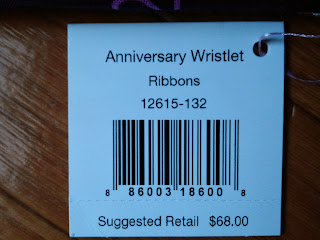 Anniversary Wristlet
Ribbons
12615-132
8 86003 18600 8
Suggested Retail $68.00